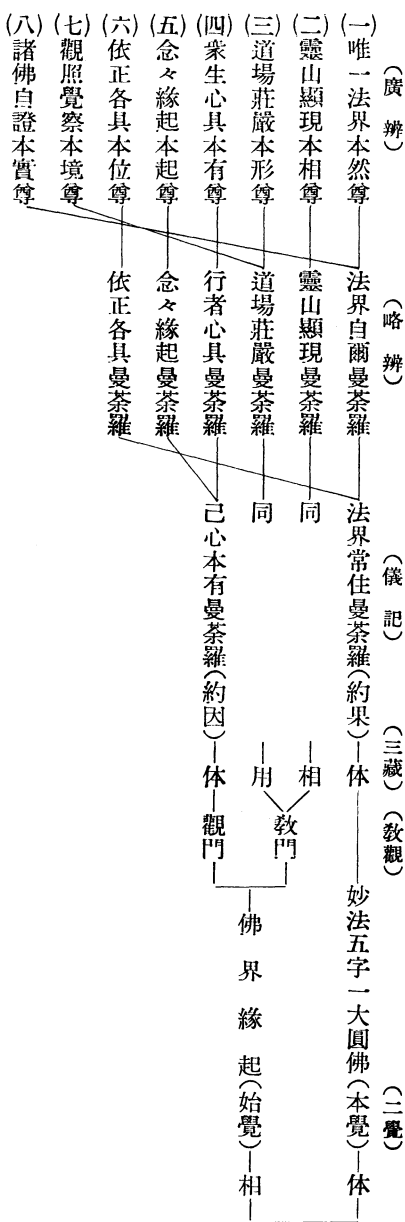 (廣辨) (略辨) (儀記) (三藏) (敎觀) (二覺)
(一)唯一法界本然尊 法界自爾曼荼羅 法界常住曼荼羅(約果) 体 妙法五字一大圓佛(本覺) 体
(二)靈山顯現本相尊 靈山顯現曼荼羅 同 相
敎門
(三)道場莊嚴本形尊 道場莊嚴曼荼羅 同 用
佛界緣起(始覺) 相
(四)衆生心具本有尊 行者心具曼荼羅 己心本有曼荼羅(約因) 体 觀門
(五)念々緣起本起尊 念々緣起曼荼羅
(六)依正各具本位尊 依正各具曼荼羅
(七)觀照覺察本境尊
(八)諸佛自證本實尊